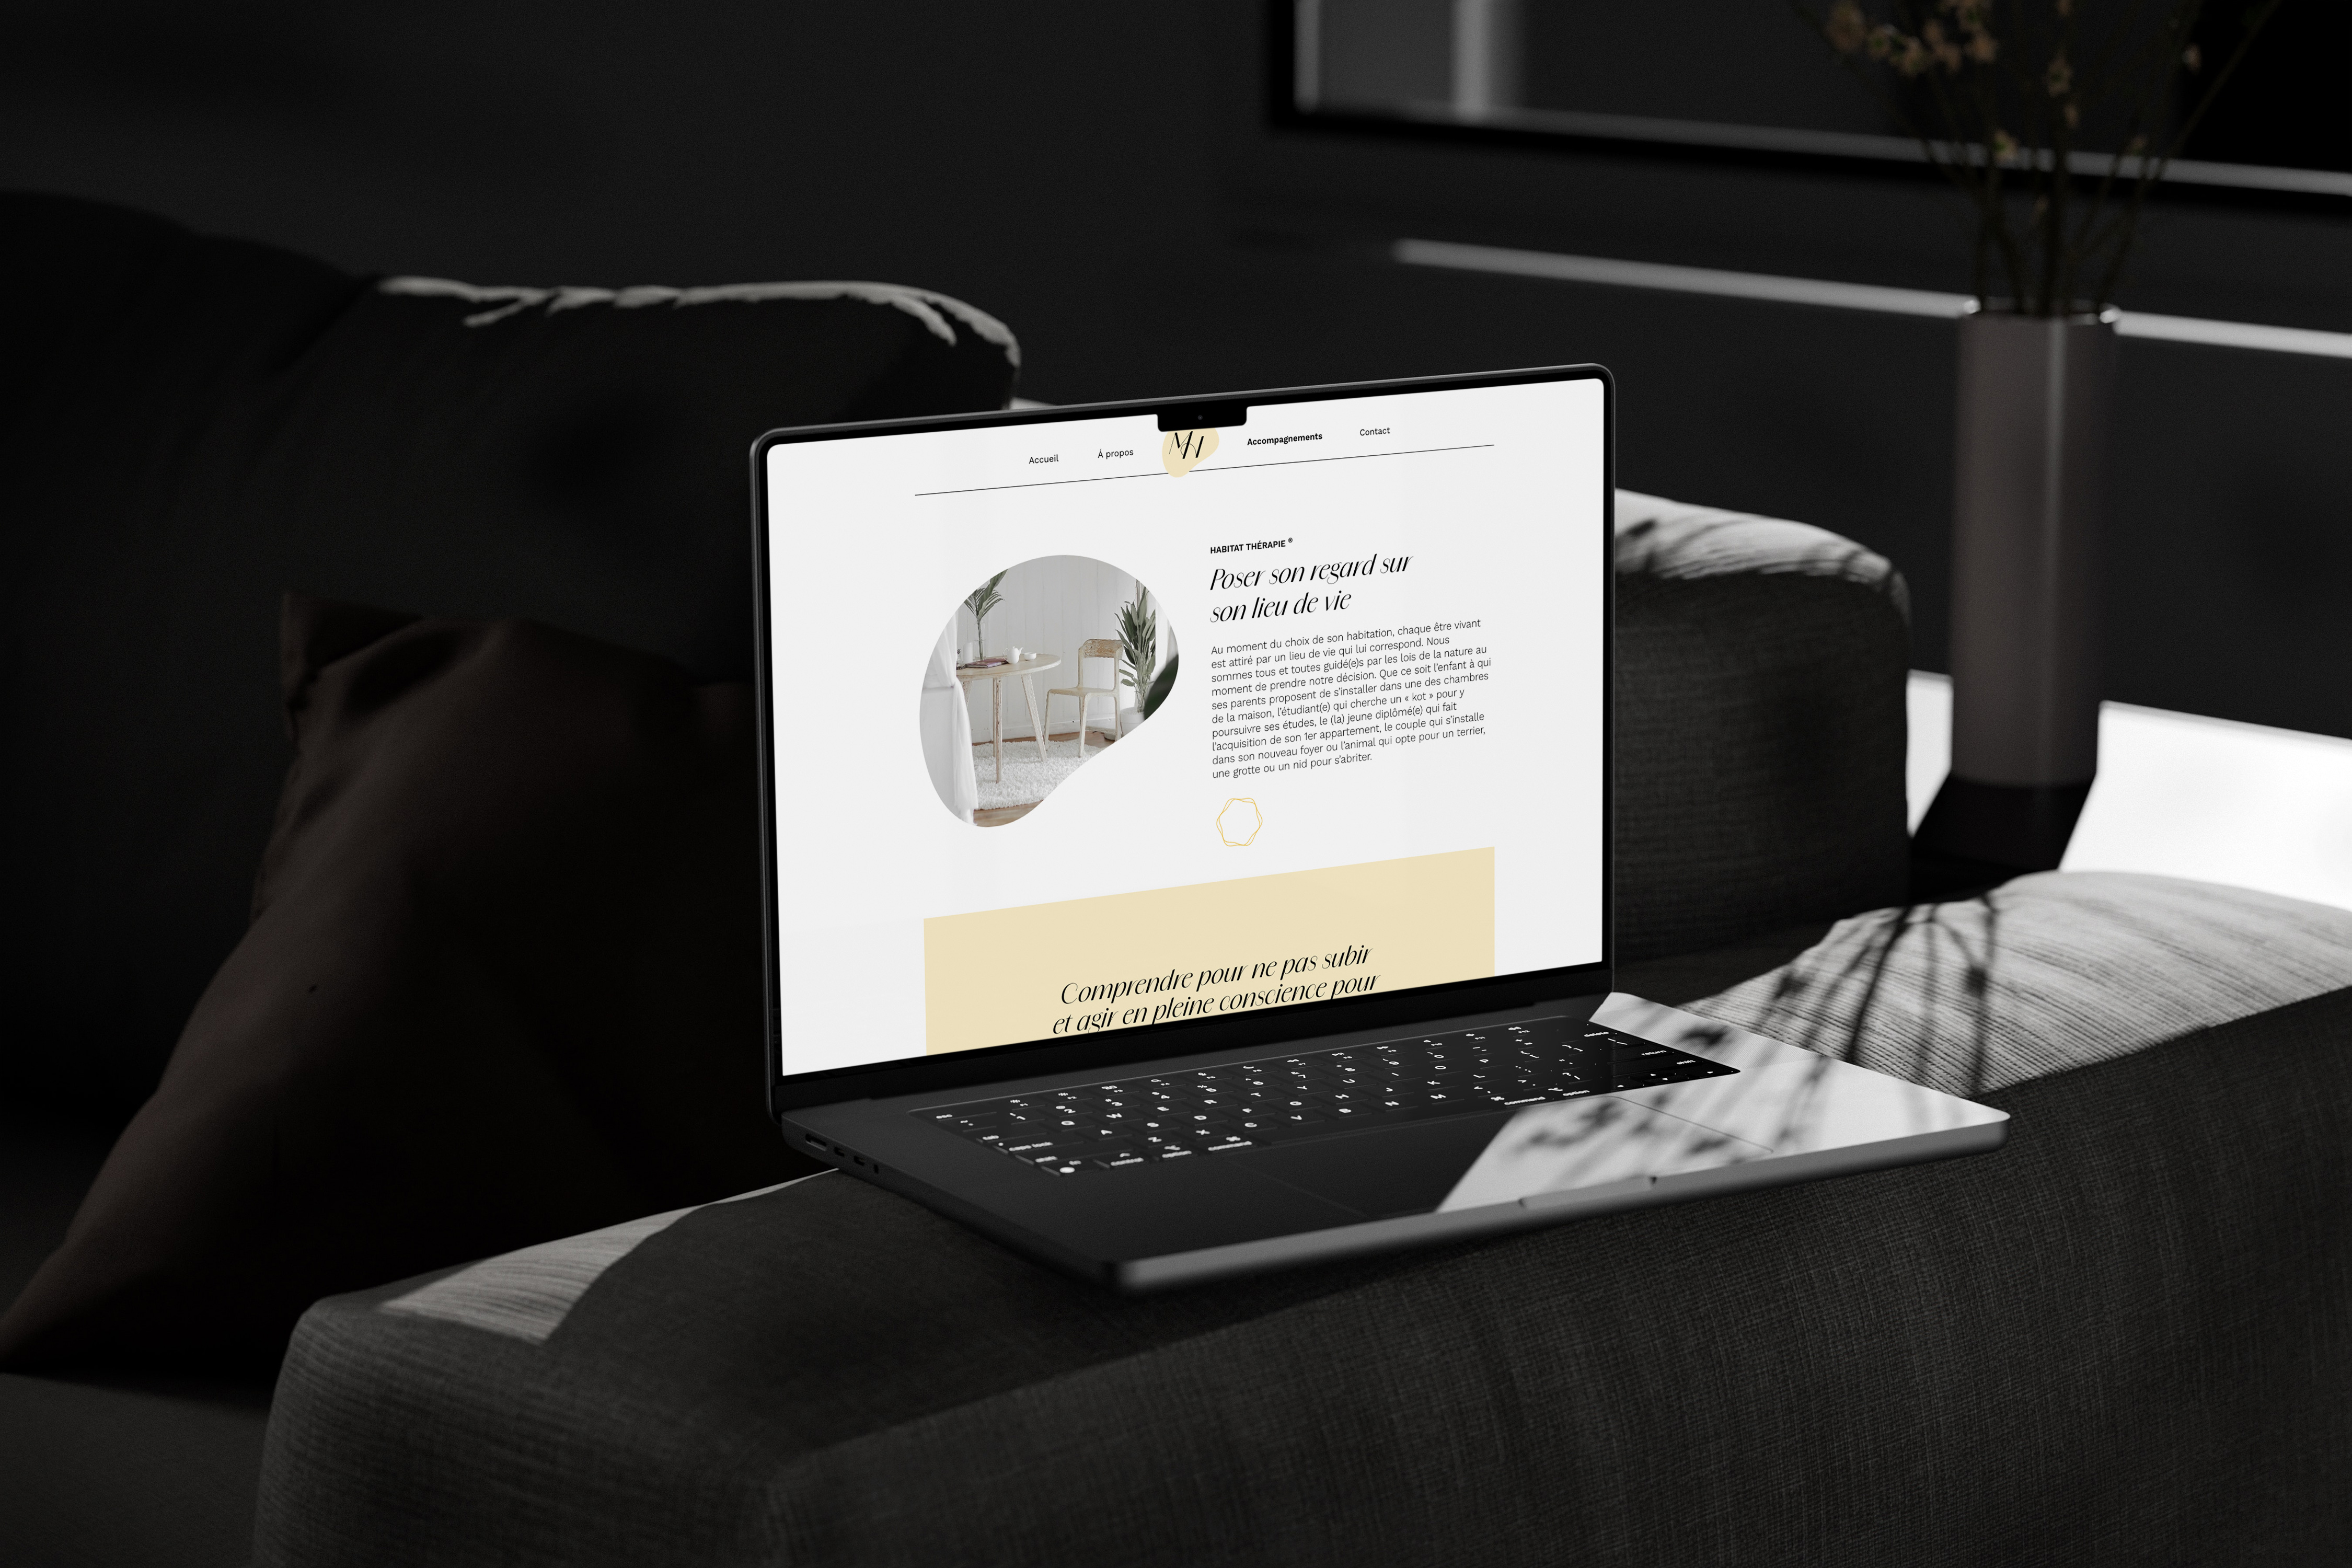 Accueil
À propos
MH
Accompagnements
Contact
HABITAT THÉRAPIE ®
Poser son regard sur
son lieu de vie
Au moment du choix de son habitation, chaque être vivant
est attiré par un lieu de vie qui lui correspond. Nous
sommes tous et toutes guidé(e)s par les lois de la nature au
moment de prendre notre décision. Que ce soit l'enfant à qui
ses parents proposent de s'installer dans une des chambres
de la maison, l'étudiant(e) qui cherche un « kot » pour y
poursuivre ses études, le (la) jeune diplômé(e) qui fait
l'acquisition de son 1er appartement, le couple qui s'installe
dans son nouveau foyer ou l'animal qui opte pour un terrier,
une grotte ou un nid pour s'abriter.
Comprendre pour ne pas subir
et agir en pleine conscience pour